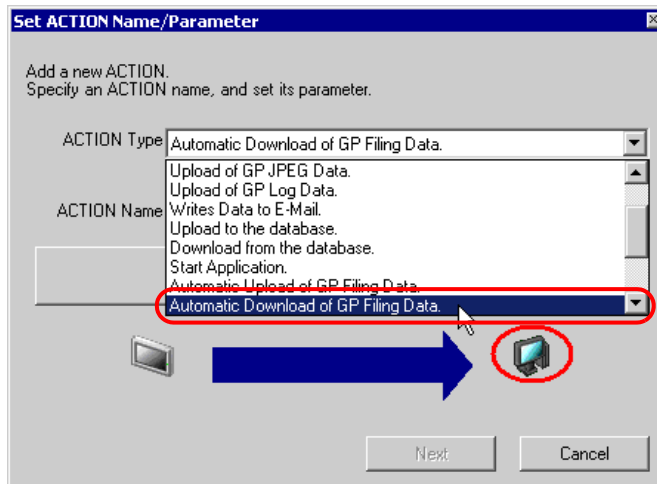 Set ACTION Name/Parameter
Add a new ACTION.
Specify an ACTION name, and set its parameter.
ACTION Type Automatic Download of GP Filing Data.
Upload of GP JPEG Data.
Upload of GP Log Data.
ACTION Name Writes Data to E-Mail.
Upload to the database.
Download from the database.
Start Application.
Automatic Upload of GP Filing Data.
Automatic Download of GP Filing Data.
Next Cancel